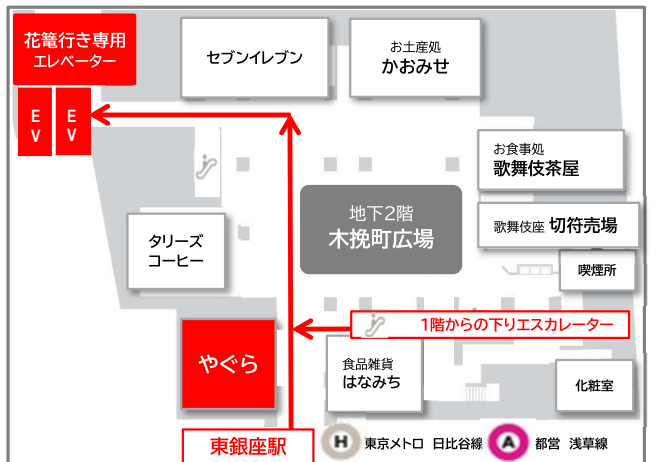 花篭行き専用
エレベーター
EV
EV
セブンイレブン
お土産処
かおみせ
お食事処
歌舞伎茶屋
地下2階
木挽町広場
歌舞伎座 切符売場
タリーズ
コーヒー
喫煙所
1階からの下りエスカレーター
やぐら
食品雑貨
はなみち
化粧室
東銀座駅
H 東京メトロ 日比谷線 A 都営 浅草線